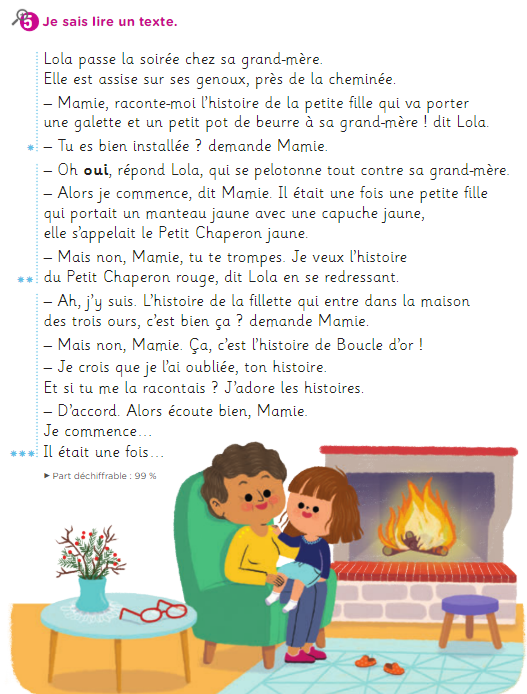 5 Je sais lire un texte.
Lola passe la soirée chez sa grand-mère.
Elle est assise sur ses genoux, près de la cheminée.
– Mamie, raconte-moi l'histoire de la petite fille qui va porter
une galette et un petit pot de beurre à sa grand-mère ! dit Lola.
* – Tu es bien installée ? demande Mamie.
– Oh oui, répond Lola, qui se pelotonne tout contre sa grand-mère.
– Alors je commence, dit Mamie. Il était une fois une petite fille
qui portait un manteau jaune avec une capuche jaune,
elle s'appelait le Petit Chaperon jaune.
– Mais non, Mamie, tu te trompes. Je veux l'histoire
** du Petit Chaperon rouge, dit Lola en se redressant.
– Ah, j'y suis. L'histoire de la fillette qui entre dans la maison
des trois ours, c'est bien ça ? demande Mamie.
– Mais non, Mamie. Ça, c'est l'histoire de Boucle d'or !
– Je crois que je l'ai oubliée, ton histoire.
Et si tu me la racontais ? J'adore les histoires.
– D'accord. Alors écoute bien, Mamie.
Je commence…
*** Il était une fois…
▶ Part déchiffrable : 99 %